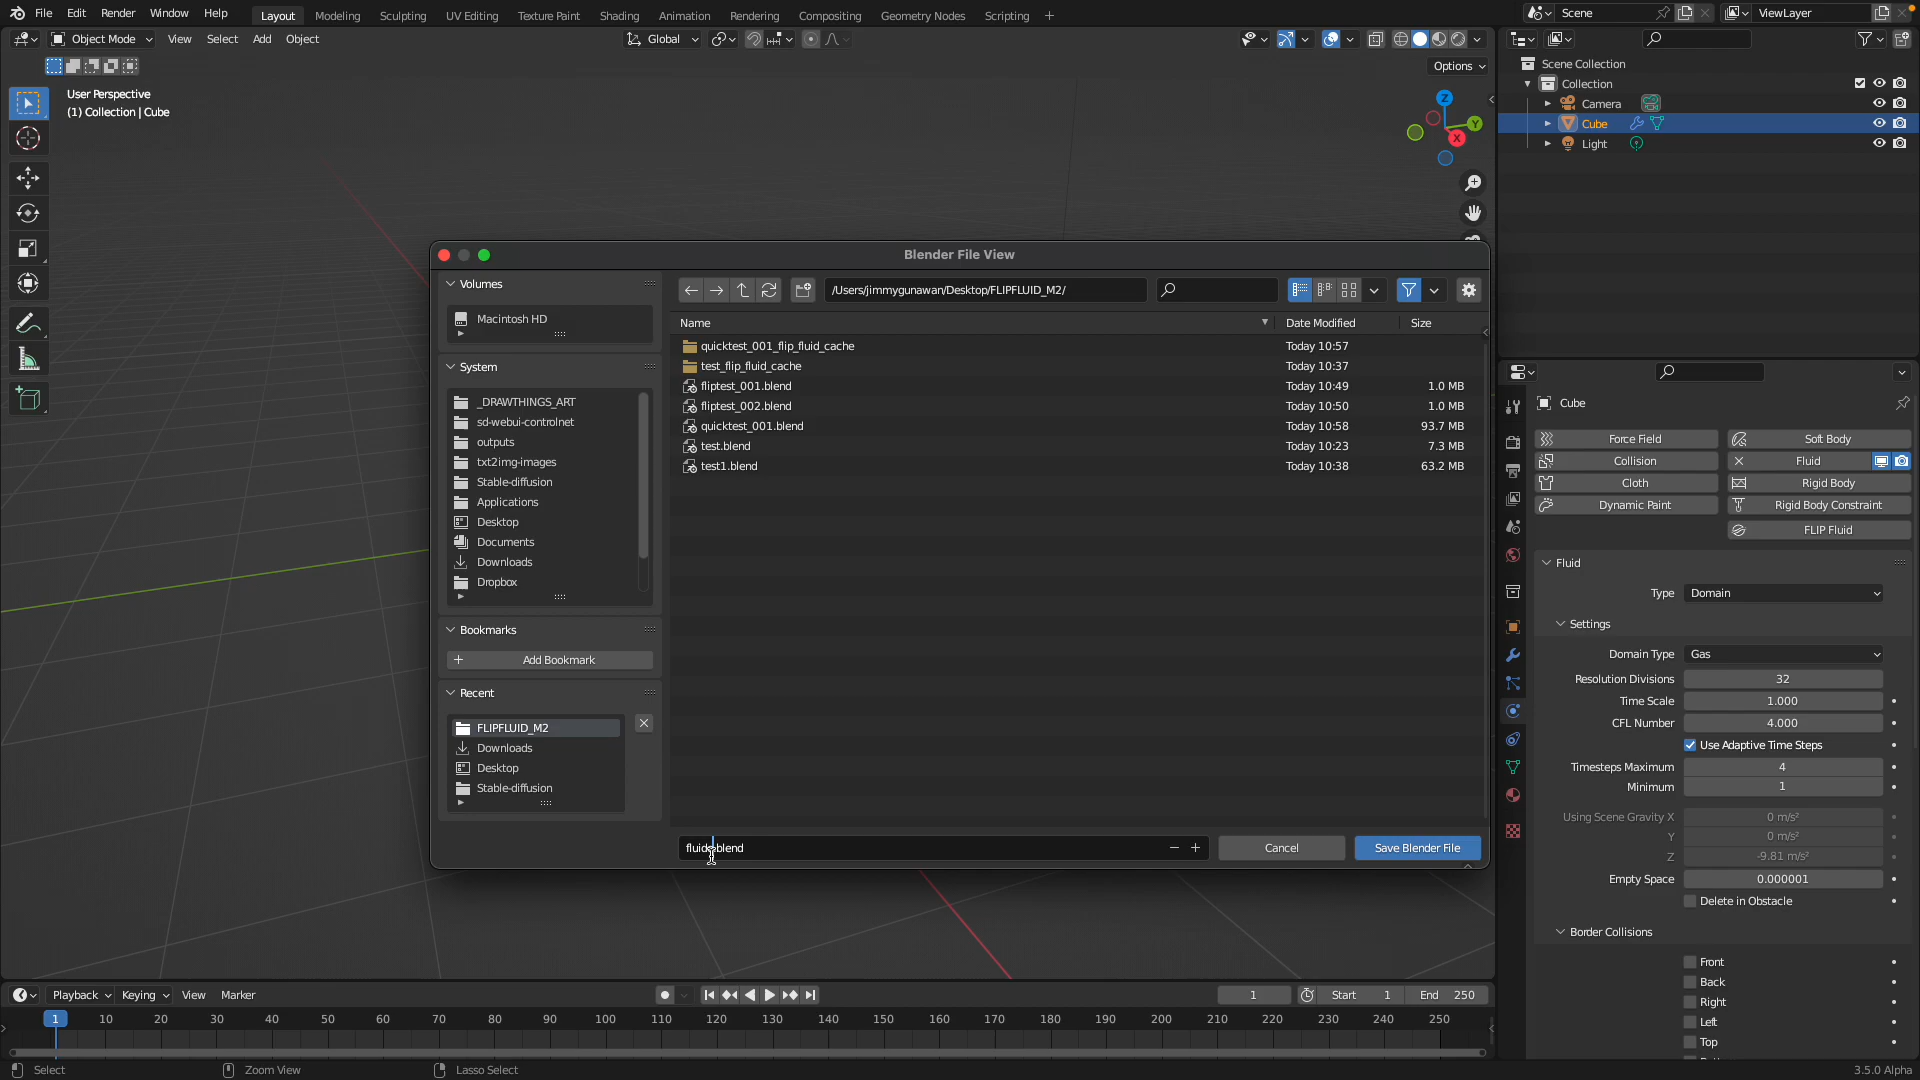 File Edit Render Window Help Layout Modeling Sculpting UV Editing Texture Paint Shading Animation Rendering Compositing Geometry Nodes Scripting + Scene ViewLayer
Object Mode View Select Add Object Global
Options
User Perspective
(1) Collection | Cube
Z
Y
X
Scene Collection
Collection
Camera
Cube
Light
Blender File View
Volumes
Macintosh HD
System
_DRAWTHINGS_ART
sd-webui-controlnet
outputs
txt2img-images
Stable-diffusion
Applications
Desktop
Documents
Downloads
Dropbox
Bookmarks
Add Bookmark
Recent
FLIPFLUID_M2
Downloads
Desktop
Stable-diffusion
/Users/jimmygunawan/Desktop/FLIPFLUID_M2/
Name Date Modified Size
quicktest_001_flip_fluid_cache Today 10:57
test_flip_fluid_cache Today 10:37
fliptest_001.blend Today 10:49 1.0 MB
fliptest_002.blend Today 10:50 1.0 MB
quicktest_001.blend Today 10:58 93.7 MB
test.blend Today 10:23 7.3 MB
test1.blend Today 10:38 63.2 MB
Cancel Save Blender File
Cube
Force Field Soft Body
Collision Fluid
Cloth Rigid Body
Dynamic Paint Rigid Body Constraint
FLIP Fluid
Fluid
Type Domain
Settings
Domain Type Gas
Resolution Divisions 32
Time Scale 1.000
CFL Number 4.000
Use Adaptive Time Steps
Timesteps Maximum 4
Minimum 1
Using Scene Gravity X 0 m/s²
Y 0 m/s²
Z -9.81 m/s²
Empty Space 0.000001
Delete in Obstacle
Border Collisions
Front
Back
Right
Left
Top
Playback Keying View Marker 1 Start 1 End 250
1 10 20 30 40 50 60 70 80 90 100 110 120 130 140 150 160 170 180 190 200 210 220 230 240 250
Select Zoom View Lasso Select 3.5.0 Alpha